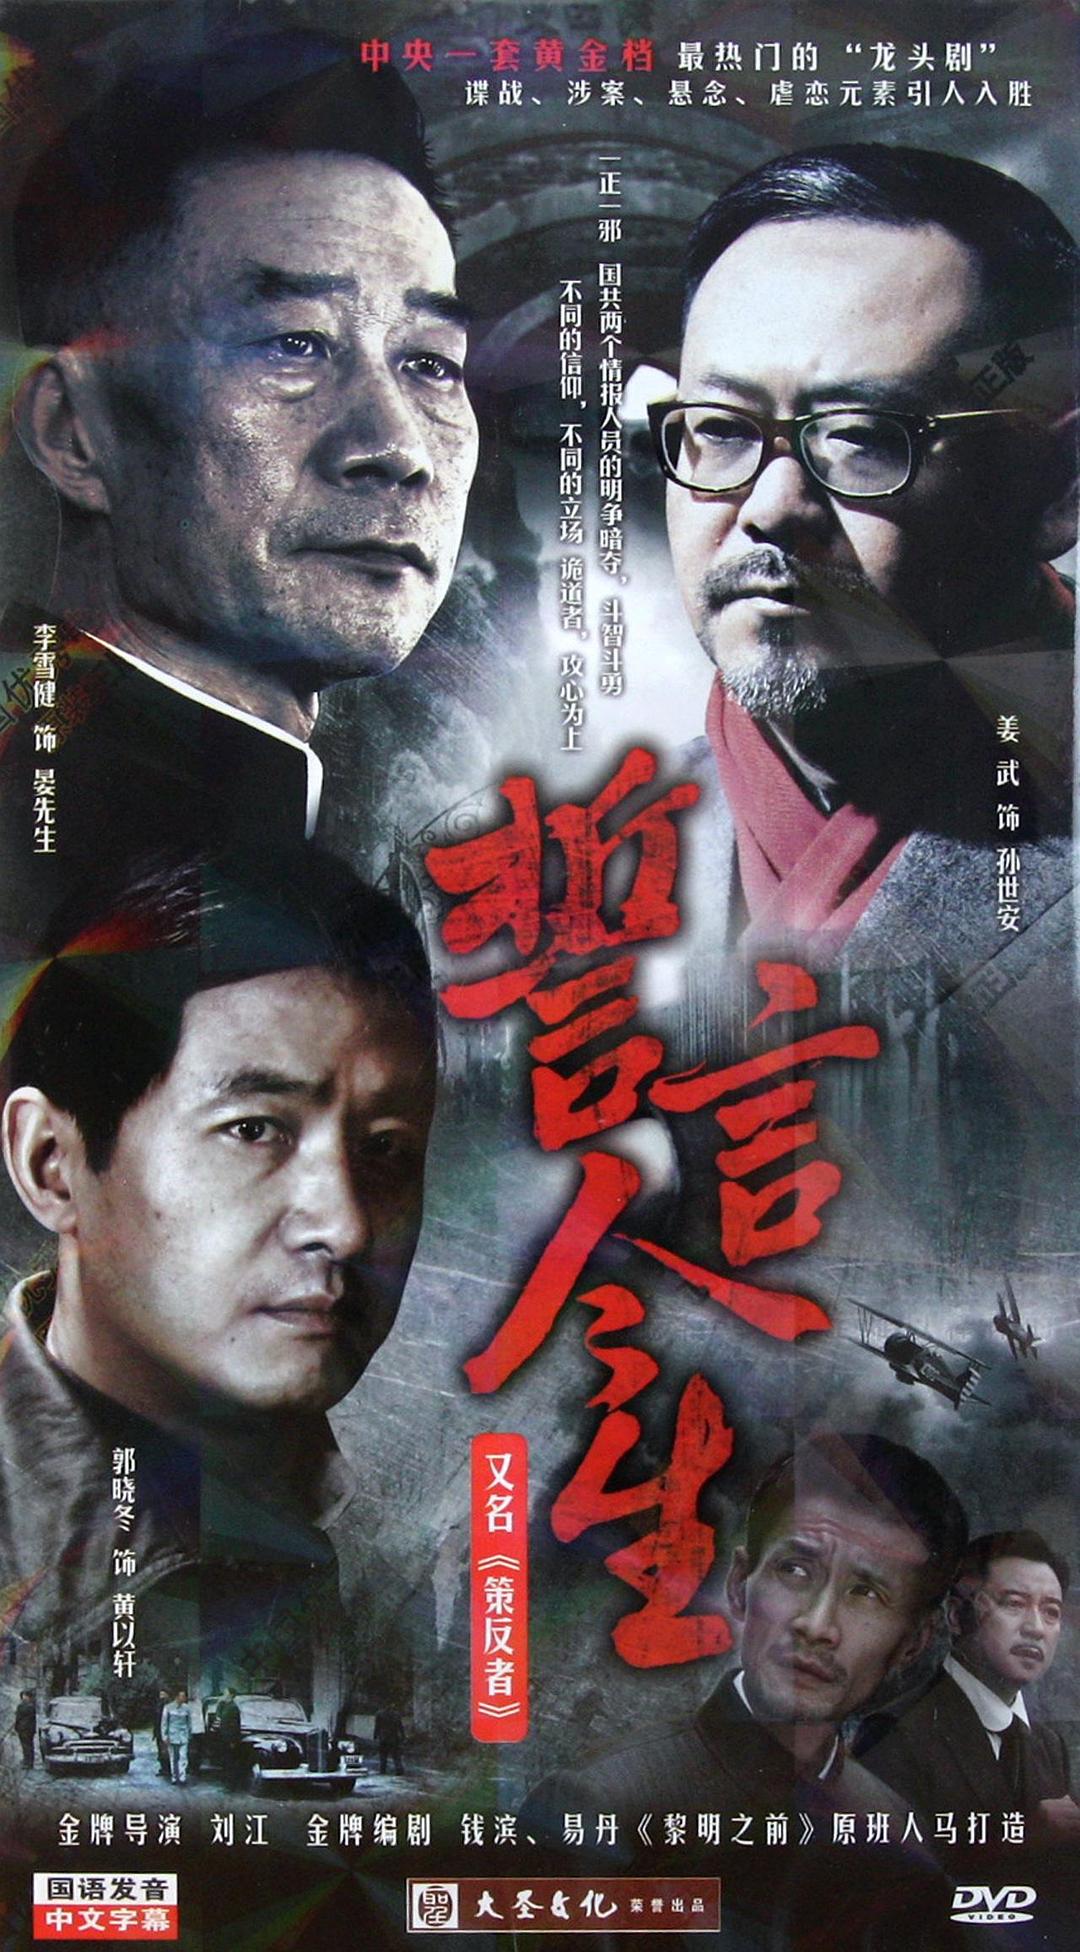 中央一套黄金档 最热门的“龙头剧”
谍战、涉案、悬念、虐恋元素引人入胜
一正一邪 国共两个情报人员的明争暗夺，斗智斗勇
不同的信仰，不同的立场 诡道者，攻心为上
李雪健 饰 晏先生
姜武 饰 孙世安
誓言今生
郭晓冬 饰 黄以轩
又名《策反者》
金牌导演 刘江 金牌编剧 钱滨、易丹《黎明之前》原班人马打造
国语发音
中文字幕
大圣文化 荣誉出品
DVD
VIDEO
正版